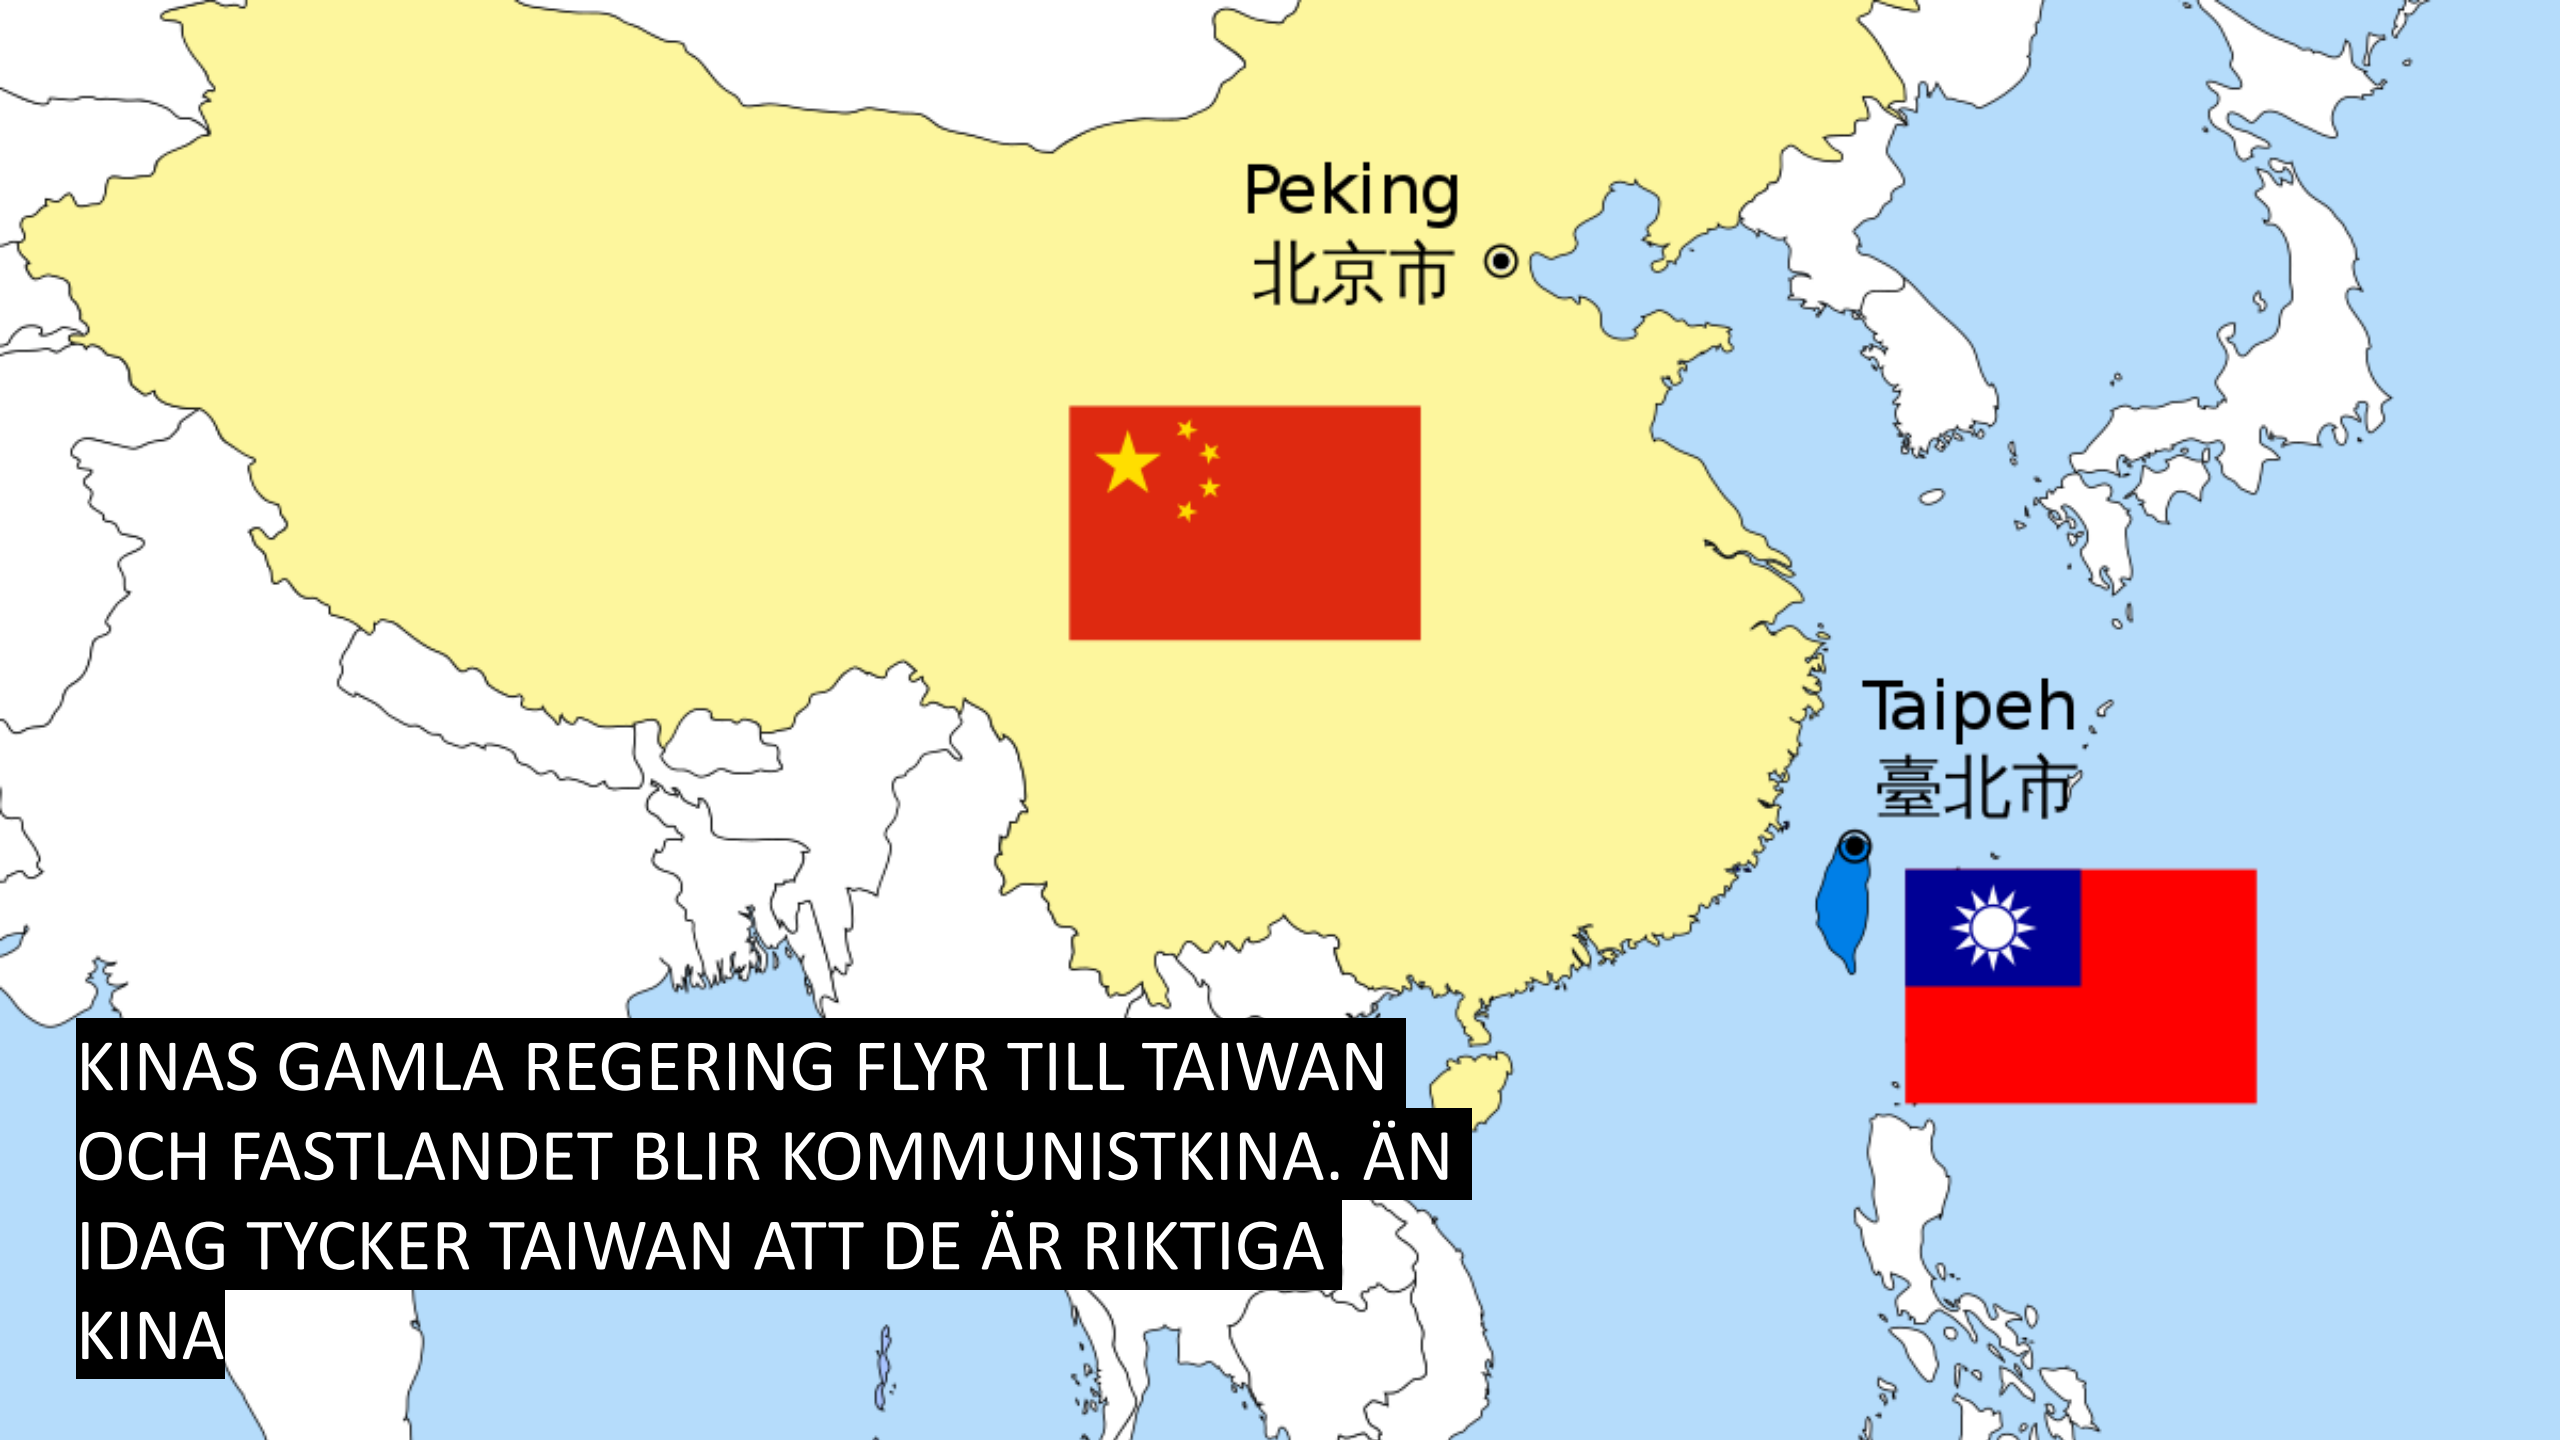 Peking
北京市
Taipeh
臺北市
KINAS GAMLA REGERING FLYR TILL TAIWAN
OCH FASTLANDET BLIR KOMMUNISTKINA. ÄN
IDAG TYCKER TAIWAN ATT DE ÄR RIKTIGA
KINA